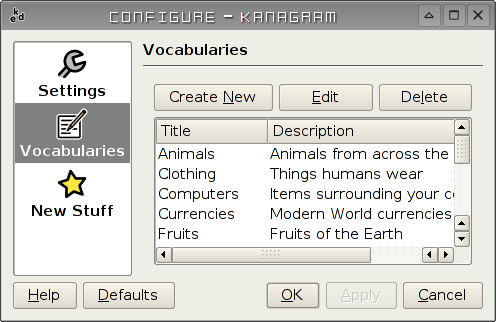 CONFIGURE - KANAGRAM
Settings
Vocabularies
New Stuff
Vocabularies
Create New Edit Delete
Title Description
Animals Animals from across the
Clothing Things humans wear
Computers Items surrounding your co
Currencies Modern World currencies
Fruits Fruits of the Earth
Help Defaults OK Apply Cancel